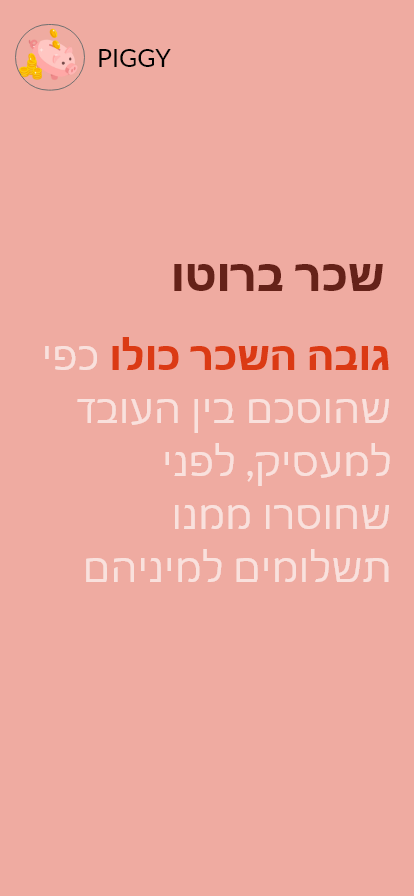 PIGGY
שכר ברוטו
גובה השכר כולו כפי
שהוסכם בין העובד
למעסיק, לפני
שחוסרו ממנו
תשלומים למיניהם